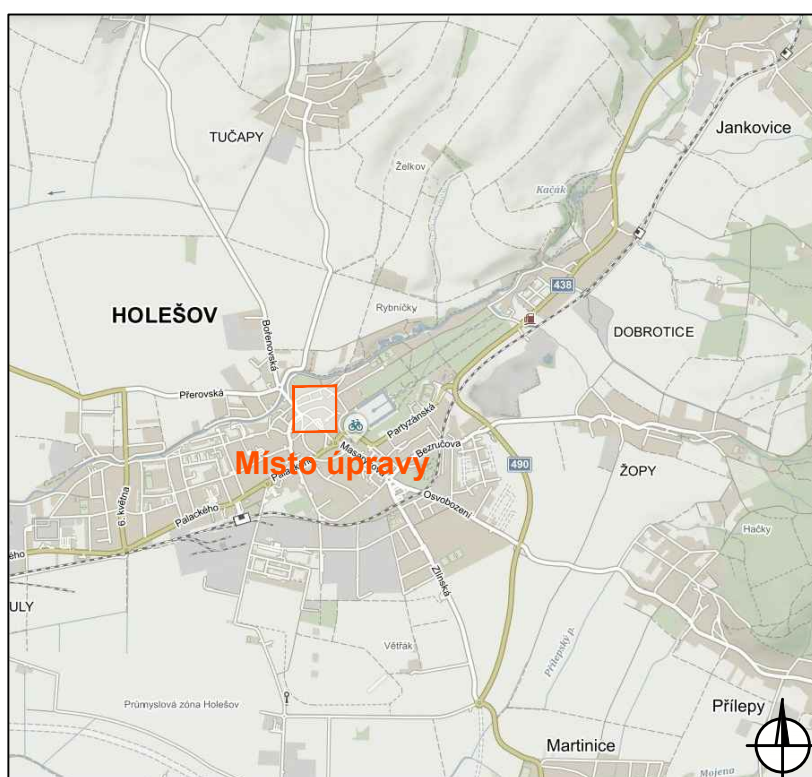 Jankovice
TUČAPY
Želkov
Kačák
438
Rybníčky
HOLEŠOV
Bořenovská
DOBROTICE
Přerovská
Partyzánská
Bezručova
Místo úpravy
490
ŽOPY
Palackého
6. května
Osvobození
Hačky
Zlínská
ULY
Větřák
Přílepský p.
Průmyslová zóna Holešov
Přílepy
Martinice
Mojena